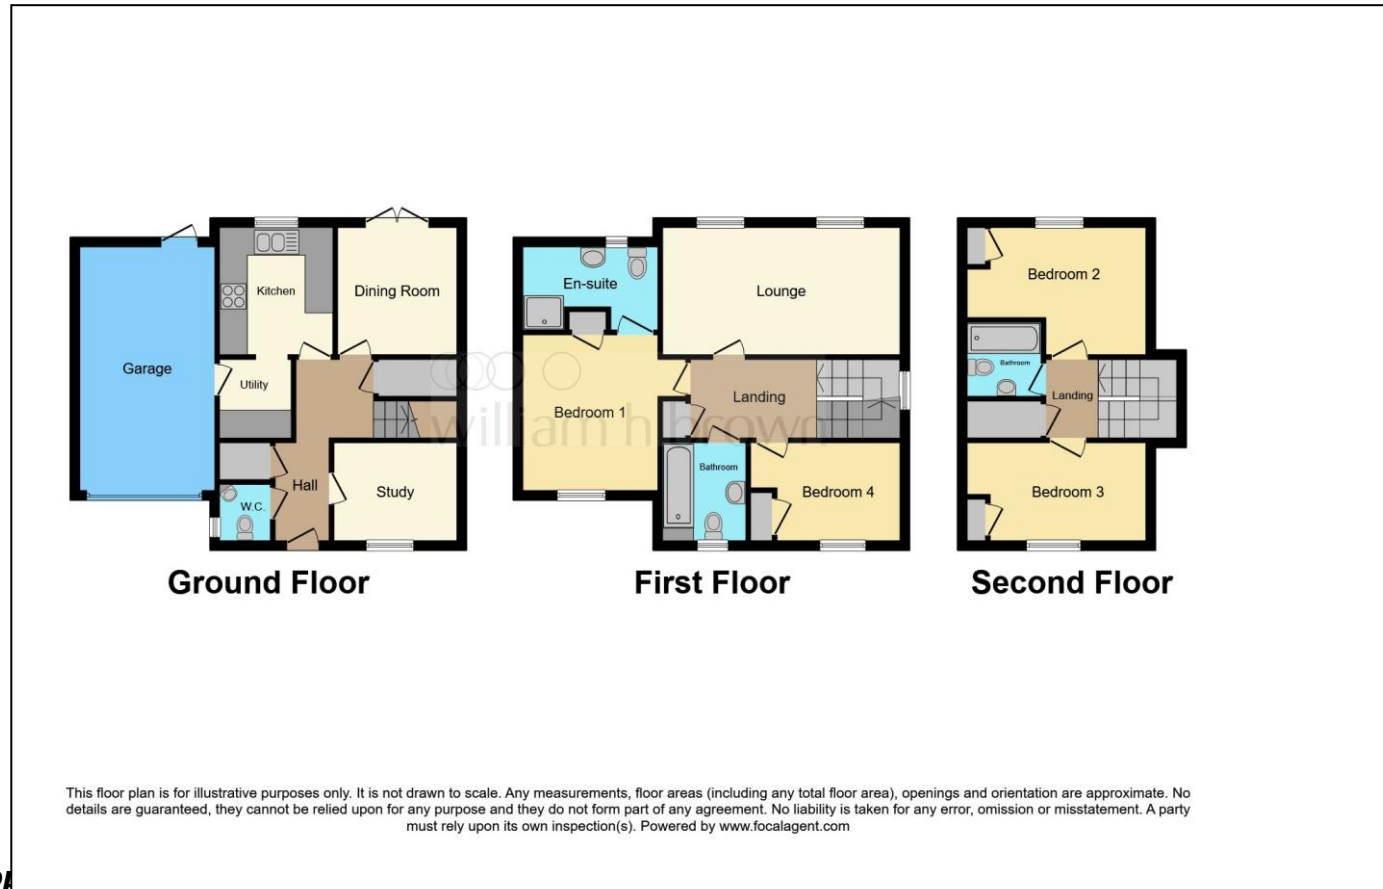 Garage
Kitchen
Dining Room
Utility
W.C.
Hall
Study
Ground Floor
En-suite
Lounge
Bedroom 1
Landing
Bathroom
Bedroom 4
First Floor
Bedroom 2
Bathroom
Landing
Bedroom 3
Second Floor
william h brown
This floor plan is for illustrative purposes only. It is not drawn to scale. Any measurements, floor areas (including any total floor area), openings and orientation are approximate. No
details are guaranteed, they cannot be relied upon for any purpose and they do not form part of any agreement. No liability is taken for any error, omission or misstatement. A party
must rely upon its own inspection(s). Powered by www.focalagent.com